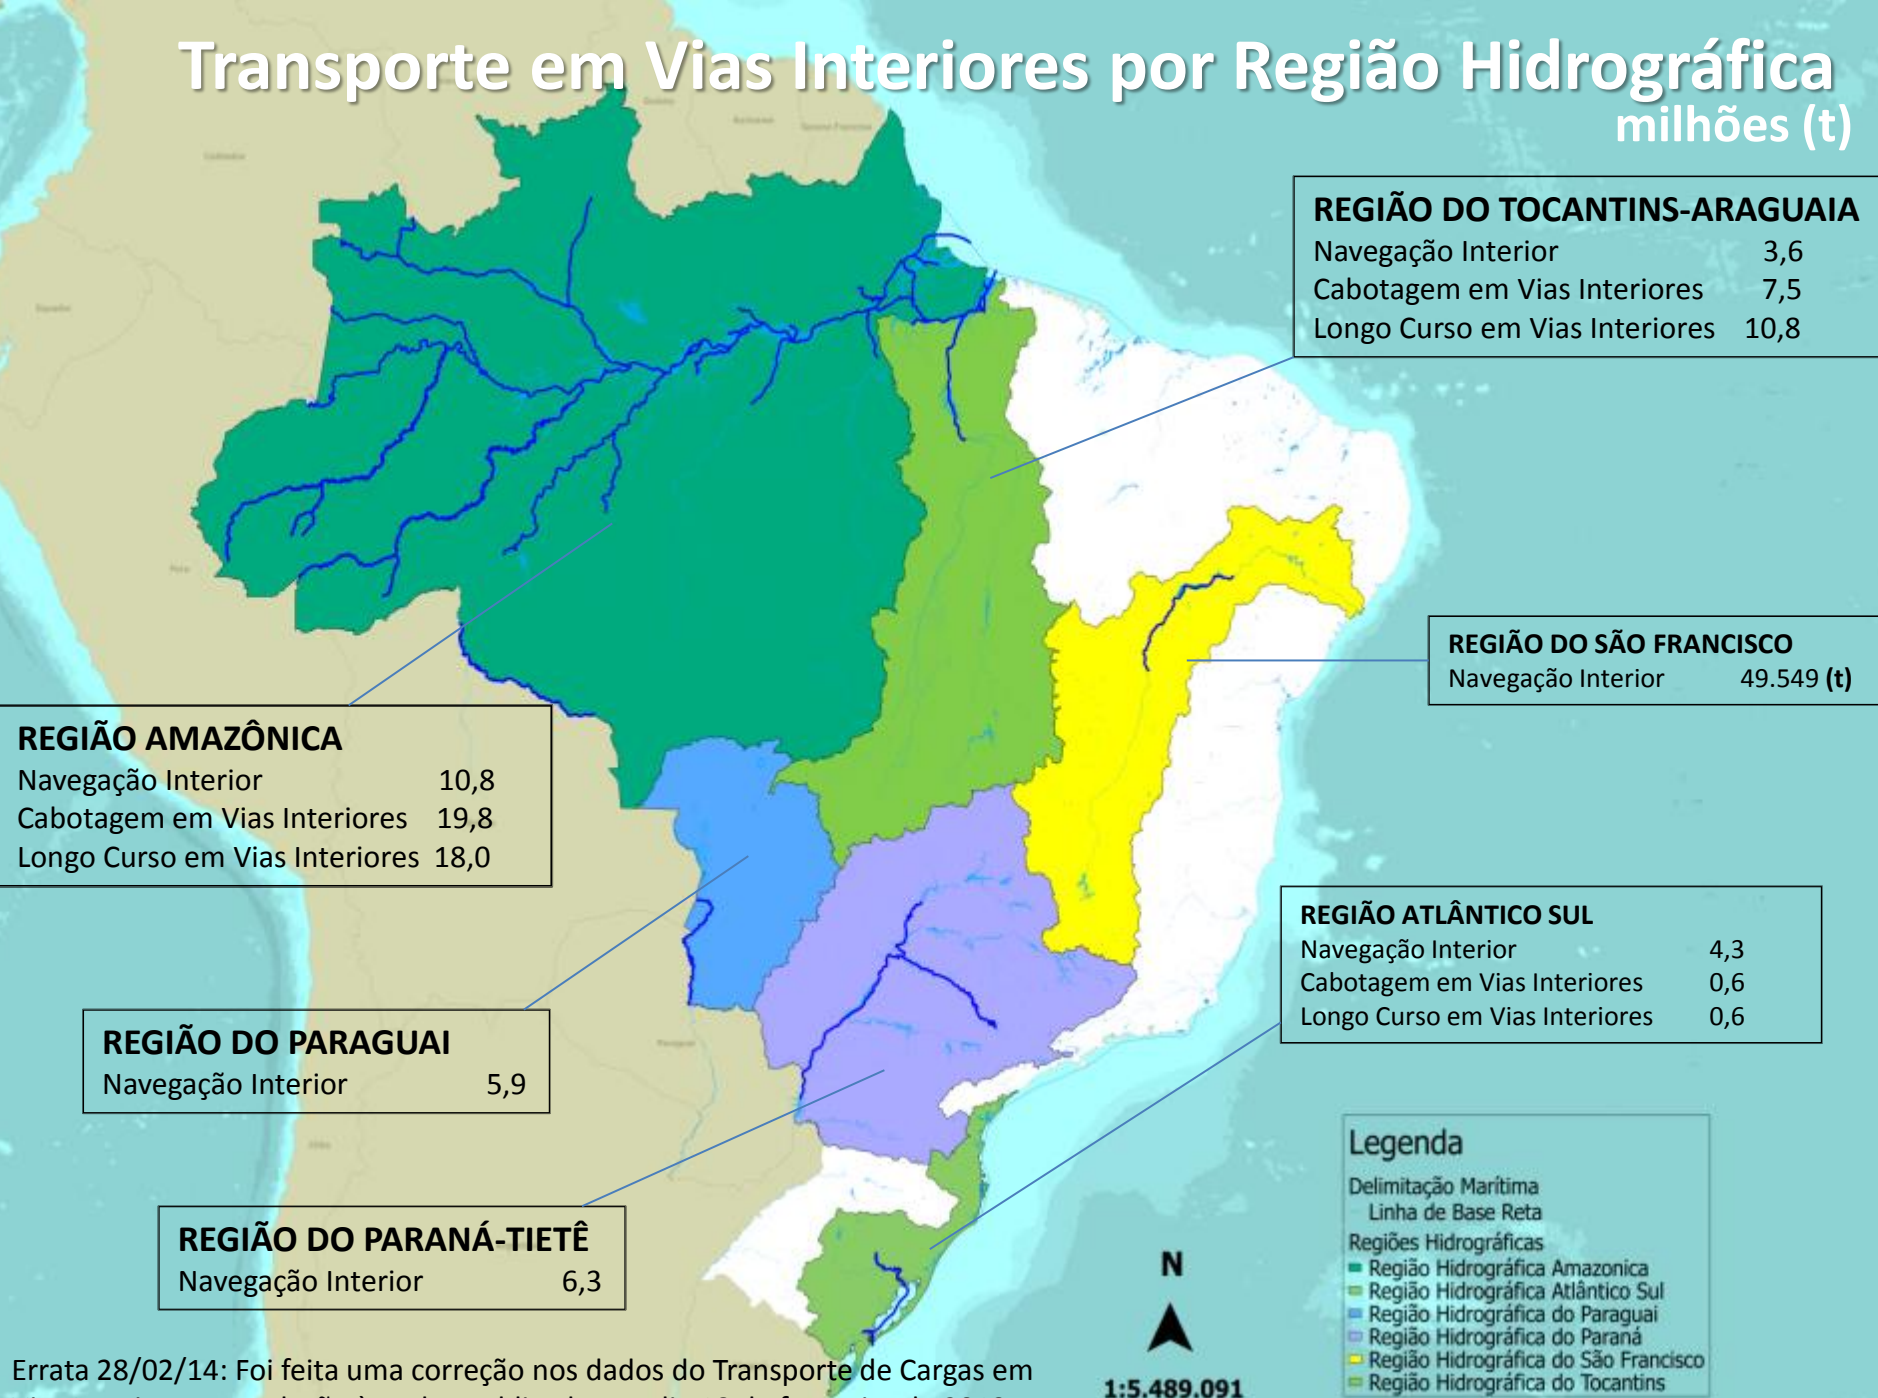 Transporte em Vias Interiores por Região Hidrográfica
milhões (t)
REGIÃO DO TOCANTINS-ARAGUAIA
Navegação Interior 3,6
Cabotagem em Vias Interiores 7,5
Longo Curso em Vias Interiores 10,8
REGIÃO DO SÃO FRANCISCO
Navegação Interior 49.549 (t)
REGIÃO AMAZÔNICA
Navegação Interior 10,8
Cabotagem em Vias Interiores 19,8
Longo Curso em Vias Interiores 18,0
REGIÃO ATLÂNTICO SUL
Navegação Interior 4,3
Cabotagem em Vias Interiores 0,6
Longo Curso em Vias Interiores 0,6
REGIÃO DO PARAGUAI
Navegação Interior 5,9
REGIÃO DO PARANÁ-TIETÊ
Navegação Interior 6,3
Legenda
Delimitação Marítima
Linha de Base Reta
Regiões Hidrográficas
Região Hidrográfica Amazonica
Região Hidrográfica Atlântico Sul
Região Hidrográfica do Paraguai
Região Hidrográfica do Paraná
Região Hidrográfica do São Francisco
Região Hidrográfica do Tocantins
N
1:5.489.091
Errata 28/02/14: Foi feita uma correção nos dados do Transporte de Cargas em